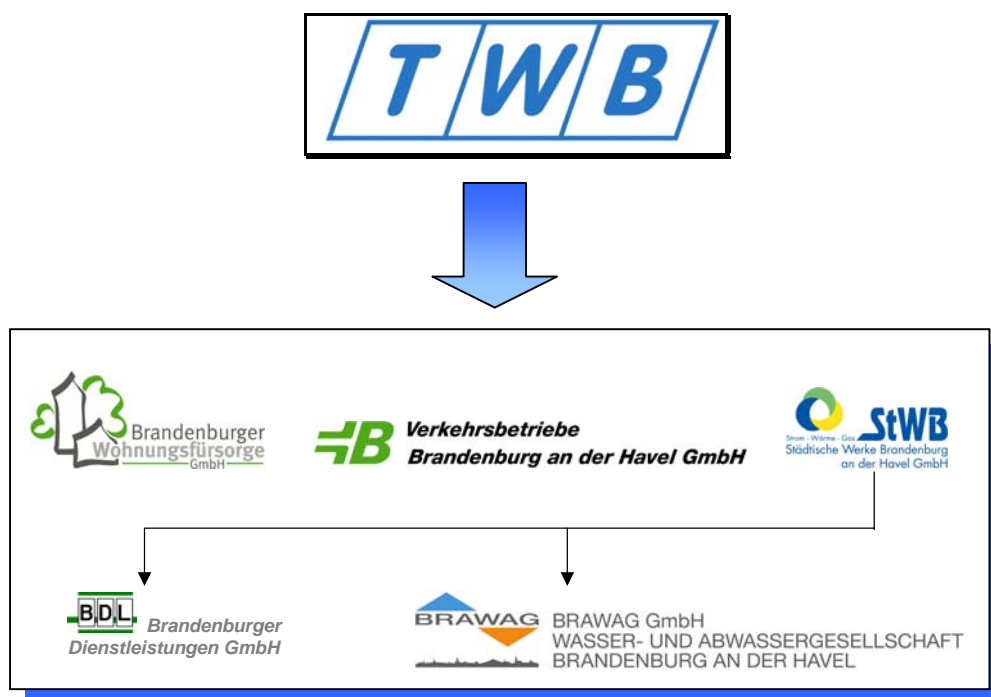 TWB
Brandenburger
Wohnungsfürsorge
GmbH
B
Verkehrsbetriebe
Brandenburg an der Havel GmbH
Strom - Wärme - Gas StWB
Städtische Werke Brandenburg
an der Havel GmbH
B.D.L.
Brandenburger
Dienstleistungen GmbH
BRAWAG
BRAWAG GmbH
WASSER- UND ABWASSERGESELLSCHAFT
BRANDENBURG AN DER HAVEL